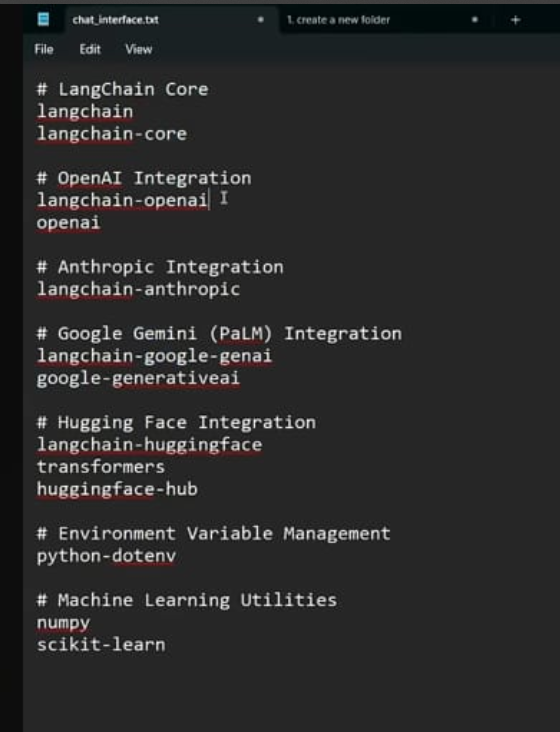 chat_interface.txt
1. create a new folder
+
File Edit View
# LangChain Core
langchain
langchain-core
# OpenAI Integration
langchain-openai
openai
# Anthropic Integration
langchain-anthropic
# Google Gemini (PaLM) Integration
langchain-google-genai
google-generativeai
# Hugging Face Integration
langchain-huggingface
transformers
huggingface-hub
# Environment Variable Management
python-dotenv
# Machine Learning Utilities
numpy
scikit-learn